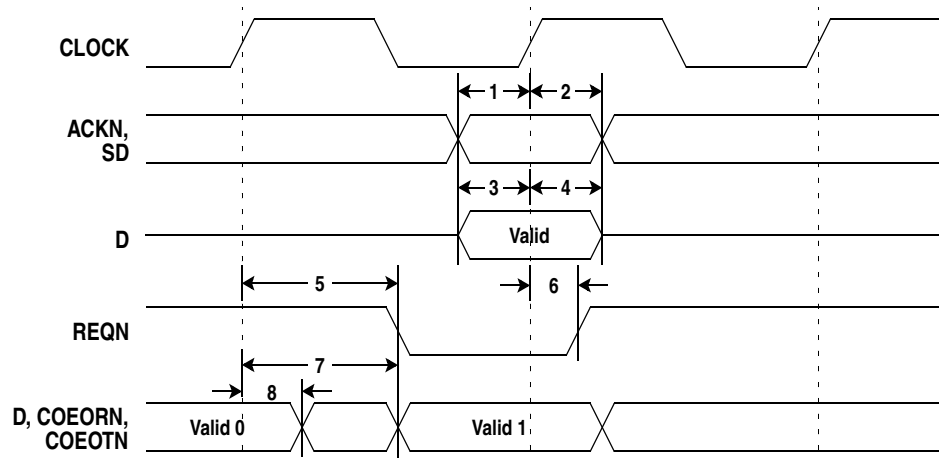 CLOCK
1 2
ACKN,
SD
3 4
D Valid
5 6
REQN
7
8
D, COEORN,
COEOTN
Valid 0 Valid 1